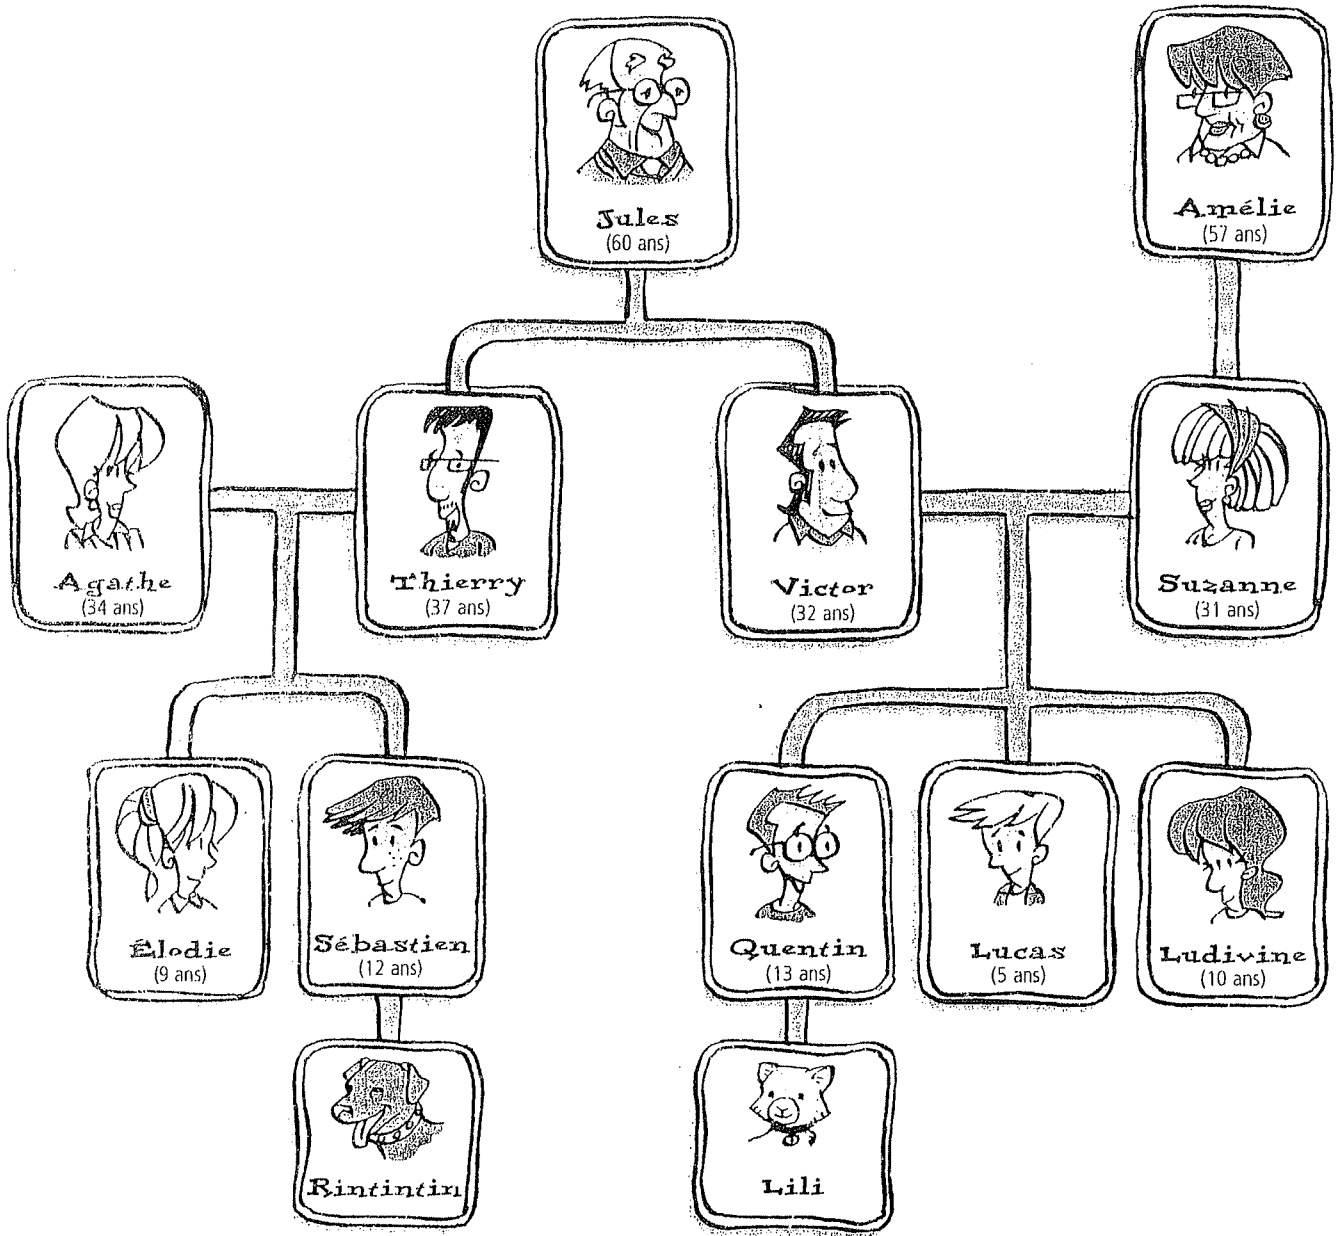 Jules
(60 ans)
Amélie
(57 ans)
Agathe
(34 ans)
Thierry
(37 ans)
Victor
(32 ans)
Suzanne
(31 ans)
Élodie
(9 ans)
Sébastien
(12 ans)
Quentin
(13 ans)
Lucas
(5 ans)
Ludivine
(10 ans)
Rintintin
Lili